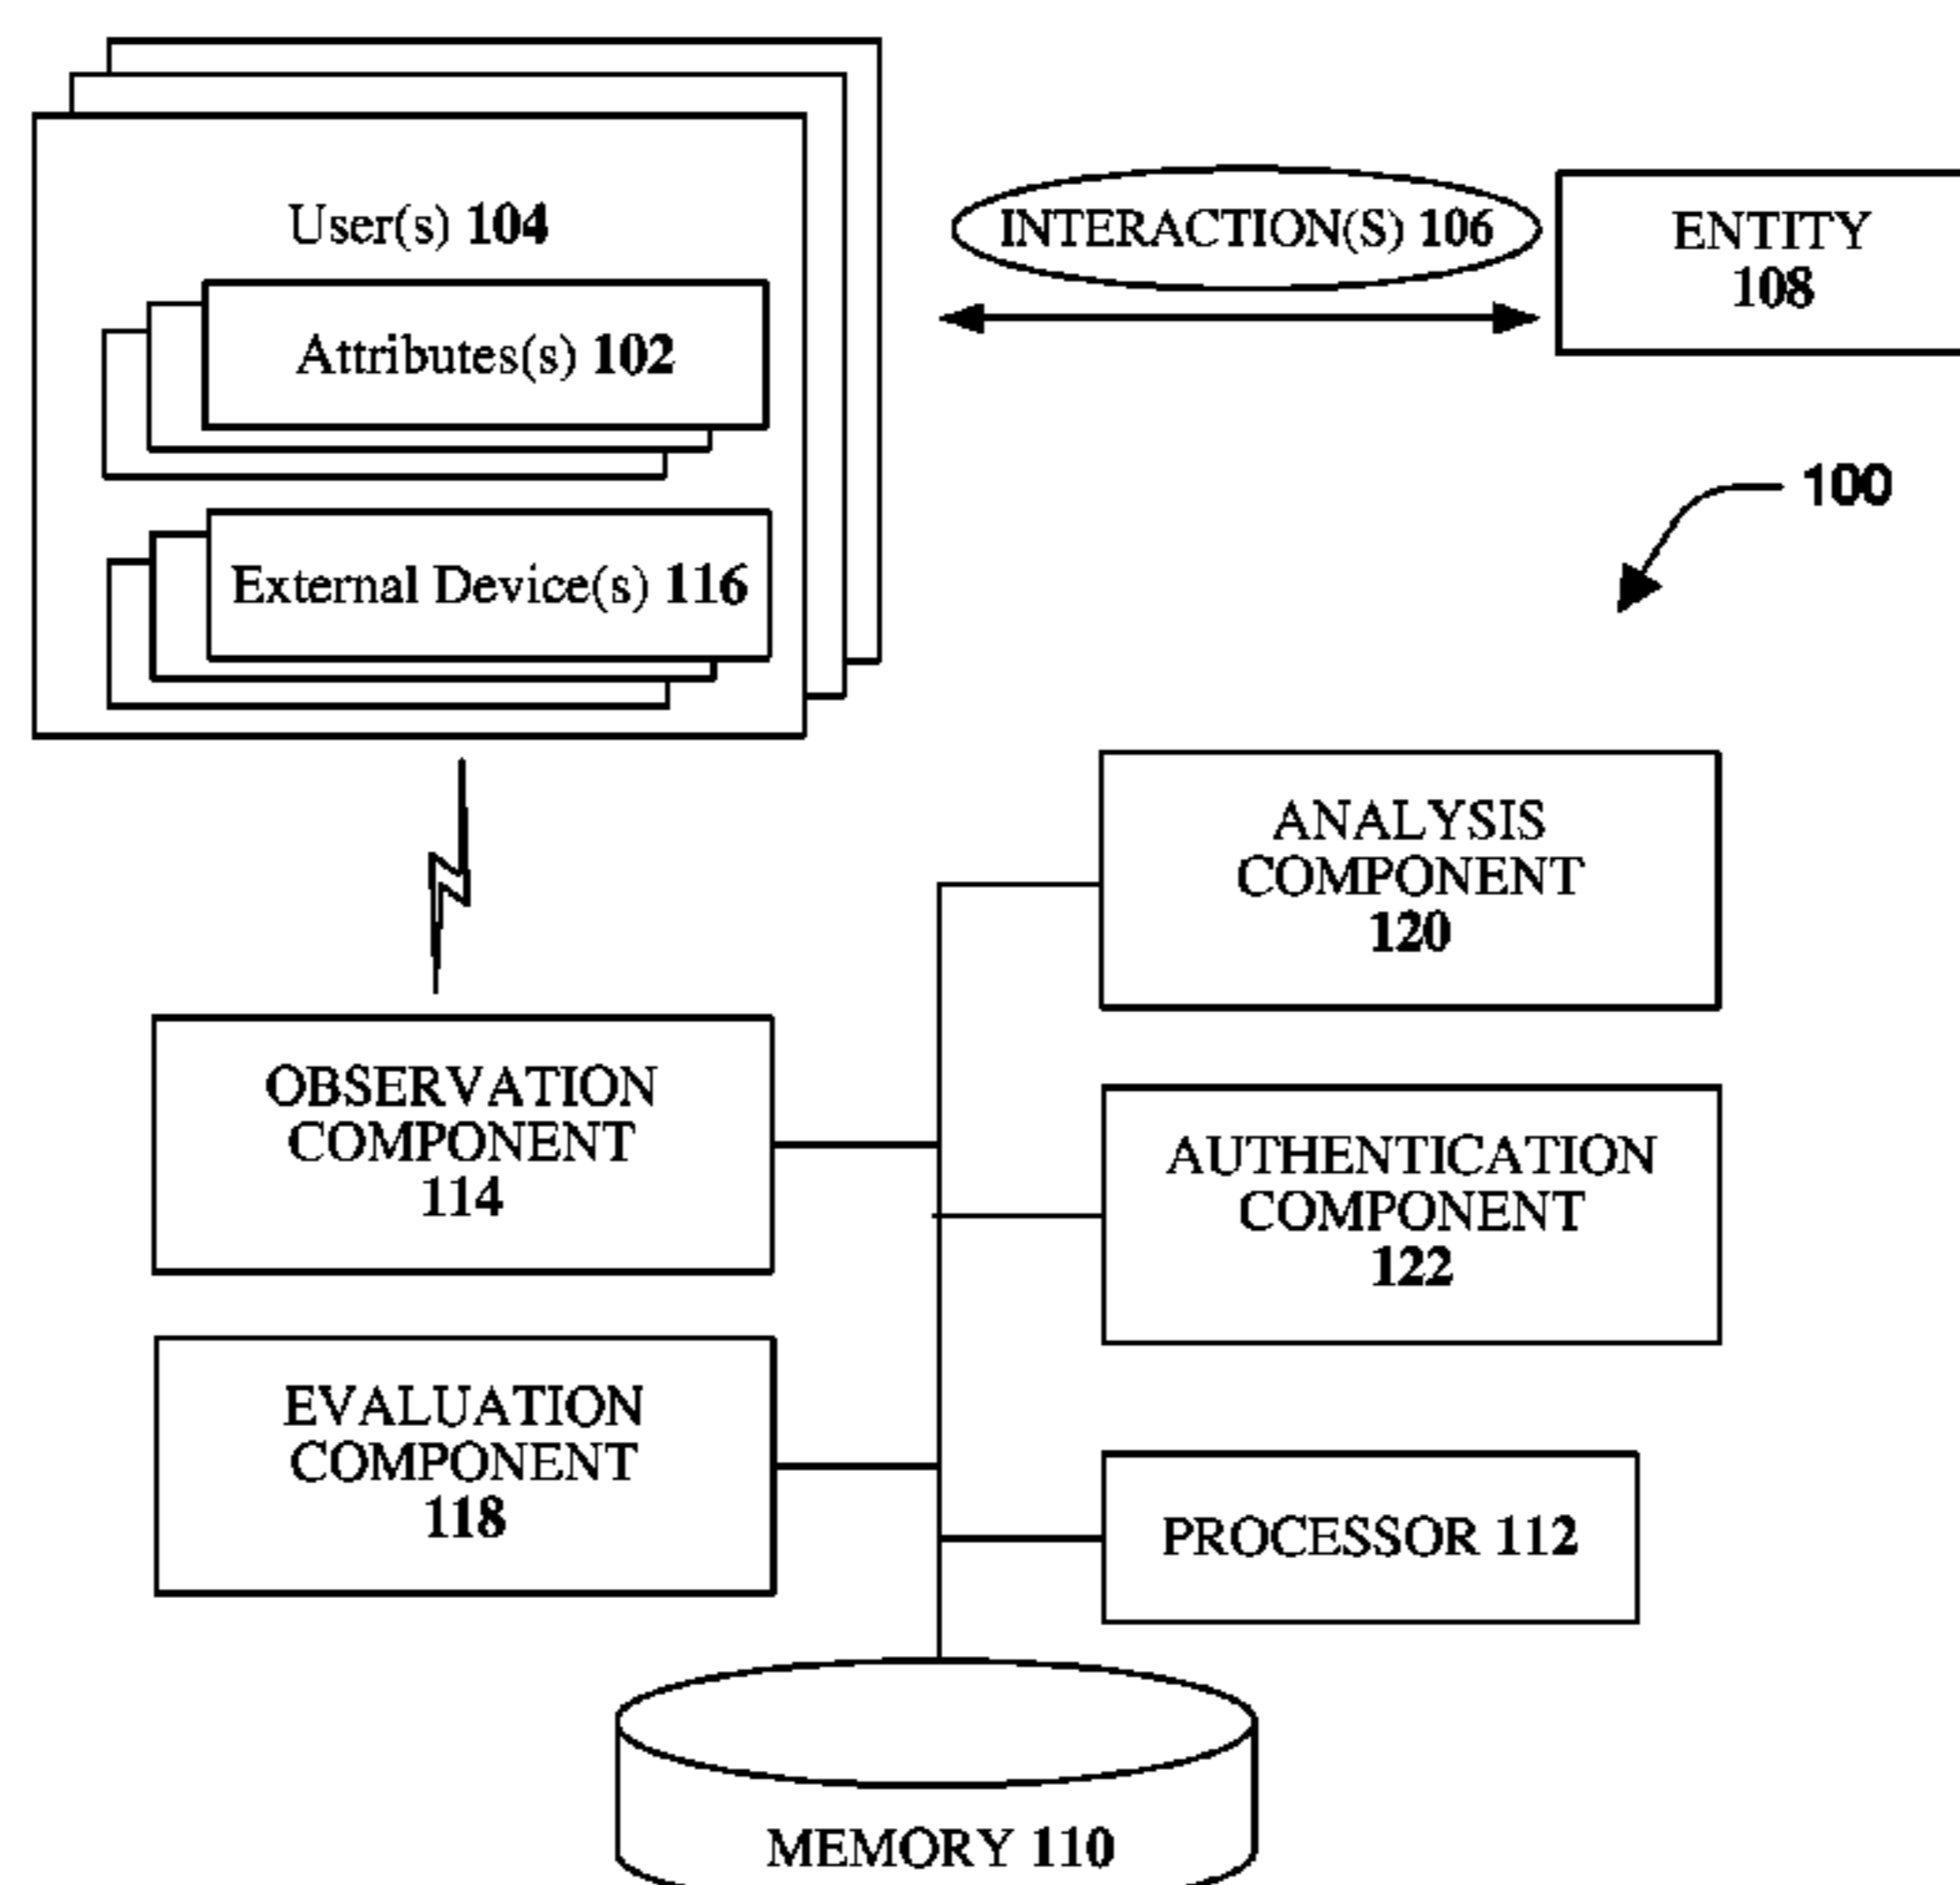 User(s) 104
Attributes(s) 102
External Device(s) 116
INTERACTION(S) 106
ENTITY
108
100
ANALYSIS
COMPONENT
120
OBSERVATION
COMPONENT
114
AUTHENTICATION
COMPONENT
122
EVALUATION
COMPONENT
118
PROCESSOR 112
MEMORY 110